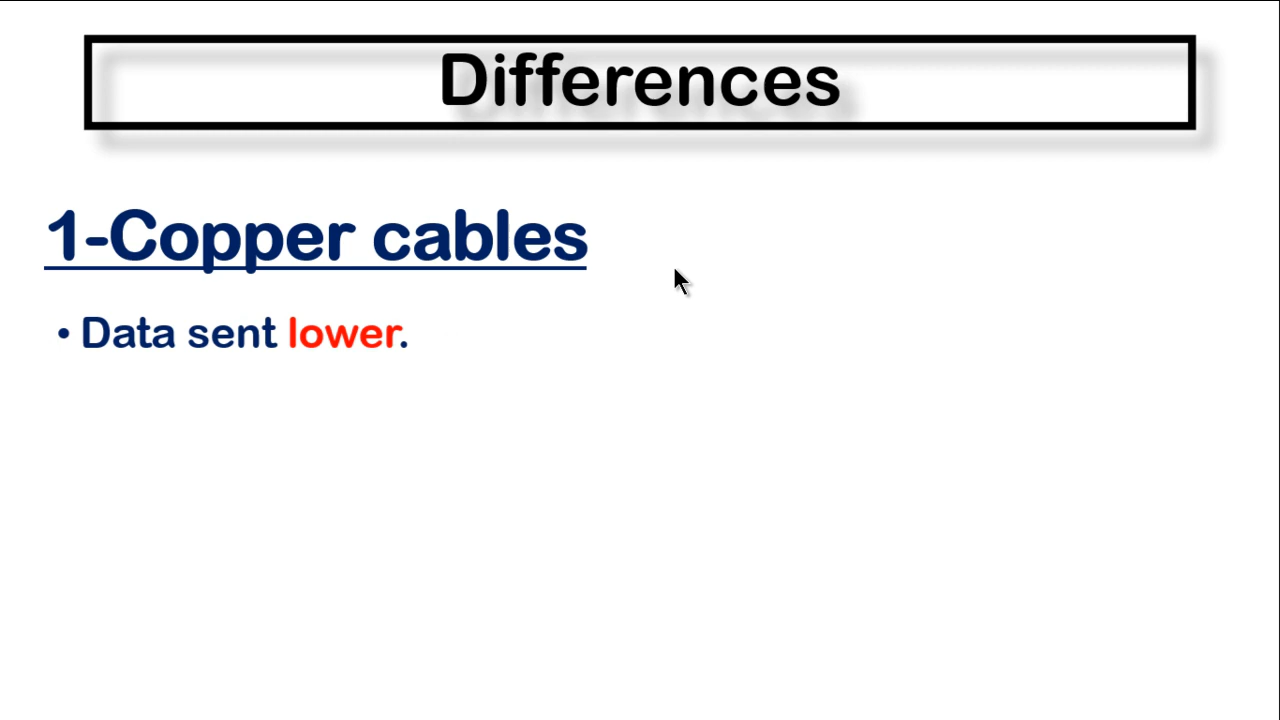 Differences
1-Copper cables
• Data sent lower.